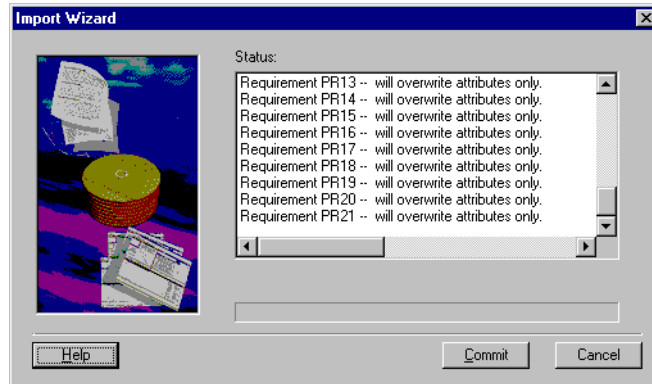 Import Wizard
Status:
Requirement PR13 -- will overwrite attributes only.
Requirement PR14 -- will overwrite attributes only.
Requirement PR15 -- will overwrite attributes only.
Requirement PR16 -- will overwrite attributes only.
Requirement PR17 -- will overwrite attributes only.
Requirement PR18 -- will overwrite attributes only.
Requirement PR19 -- will overwrite attributes only.
Requirement PR20 -- will overwrite attributes only.
Requirement PR21 -- will overwrite attributes only.
Help
Commit
Cancel